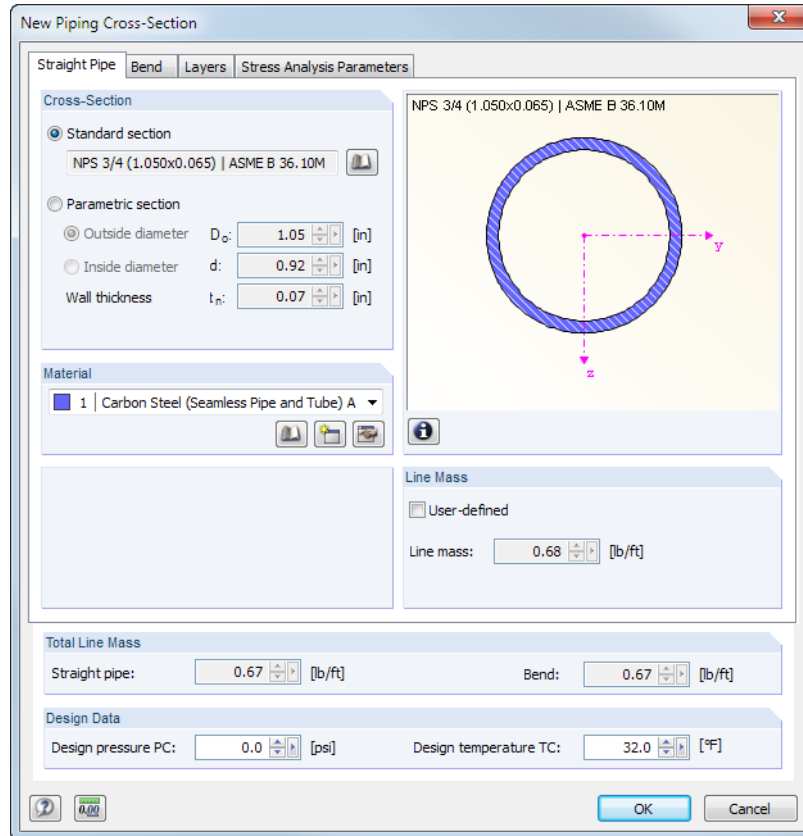 New Piping Cross-Section
Straight Pipe Bend Layers Stress Analysis Parameters
Cross-Section
Standard section
NPS 3/4 (1.050x0.065) | ASME B 36.10M
Parametric section
Outside diameter Do: 1.05 [in]
Inside diameter d: 0.92 [in]
Wall thickness tn: 0.07 [in]
NPS 3/4 (1.050x0.065) | ASME B 36.10M
y
z
Material
1 Carbon Steel (Seamless Pipe and Tube) A
Line Mass
User-defined
Line mass: 0.68 [lb/ft]
Total Line Mass
Straight pipe: 0.67 [lb/ft] Bend: 0.67 [lb/ft]
Design Data
Design pressure PC: 0.0 [psi] Design temperature TC: 32.0 [°F]
0.00
OK Cancel